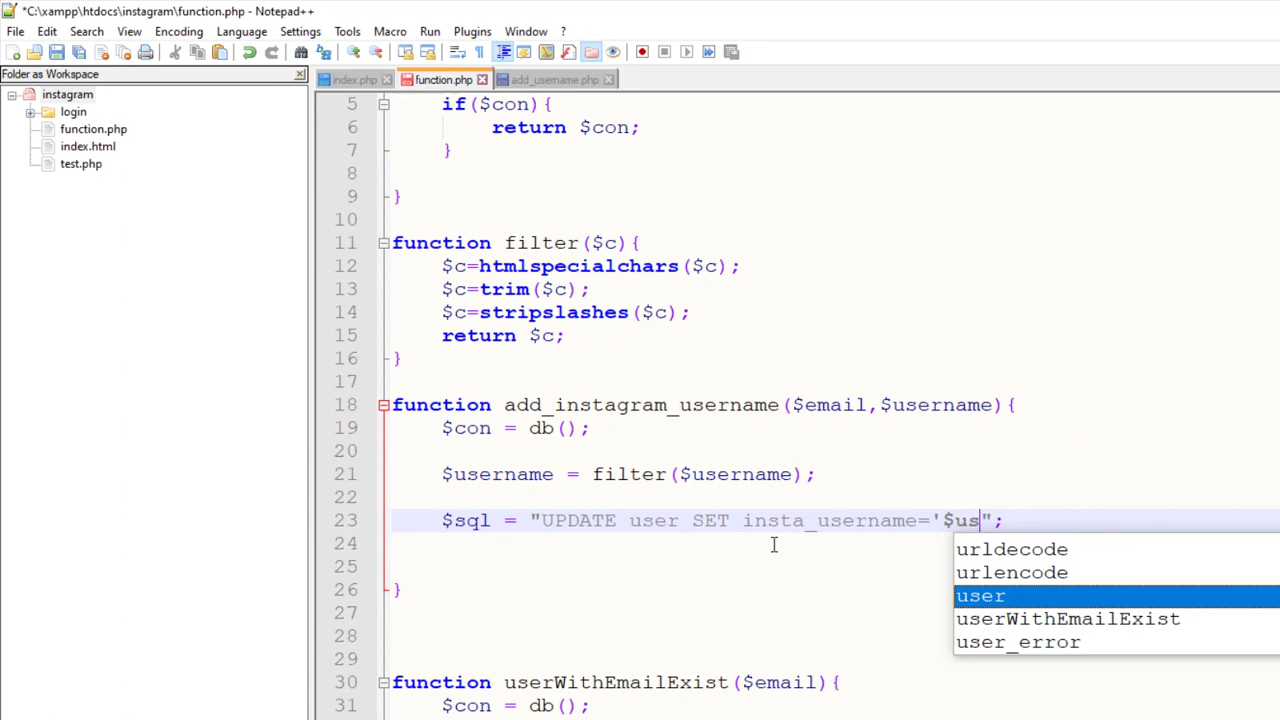 *C:\xampp\htdocs\instagram\function.php - Notepad++
File Edit Search View Encoding Language Settings Tools Macro Run Plugins Window ?
Folder as Workspace
index.php function.php add_username.php
instagram
login
function.php
index.html
test.php
5 if($con){
6 return $con;
7 }
8
9 }
10
11 function filter($c){
12 $c=htmlspecialchars($c);
13 $c=trim($c);
14 $c=stripslashes($c);
15 return $c;
16 }
17
18 function add_instagram_username($email,$username){
19 $con = db();
20
21 $username = filter($username);
22
23 $sql = "UPDATE user SET insta_username='$us";
24
25
26 }
27
28
29
30 function userWithEmailExist($email){
31 $con = db();
urldecode
urlencode
user
userWithEmailExist
user_error